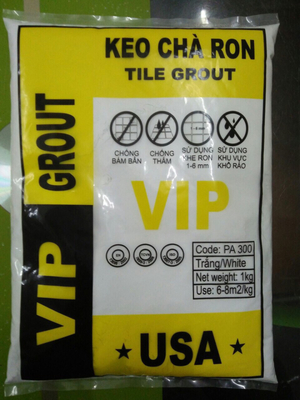 KEO CHÀ RON
TILE GROUT
VIP GROUT
CHỐNG
BÁM BẨN
CHỐNG
THẤM
SỬ DỤNG
KHE RON
1-6 mm
SỬ DỤNG
KHU VỰC
KHÔ RÁO
VIP
Code: PA 300
Trắng/White
Net weight: 1kg
Use: 6-8m2/kg
★ USA ★